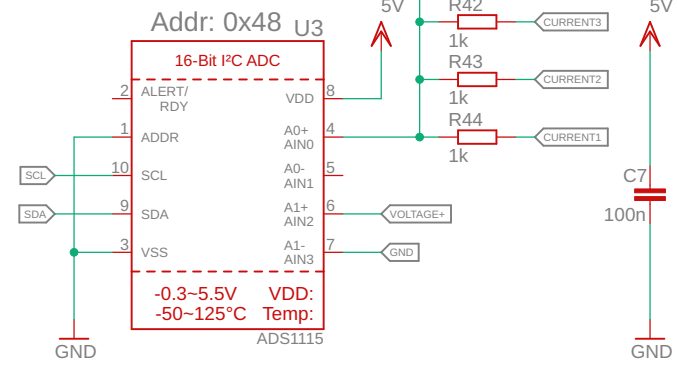 Addr: 0x48 U3
5V
R42
5V
16-Bit I²C ADC
1k
CURRENT3
R43
2 ALERT/
RDY
VDD 8
CURRENT2
1k
R44
1 ADDR
A0+ 4
AIN0
CURRENT1
1k
SCL 10 SCL
A0- 5
AIN1
C7
100n
SDA 9 SDA
A1+ 6
AIN2
VOLTAGE+
3 VSS
A1- 7
AIN3
GND
-0.3~5.5V VDD:
-50~125°C Temp:
ADS1115
GND
GND